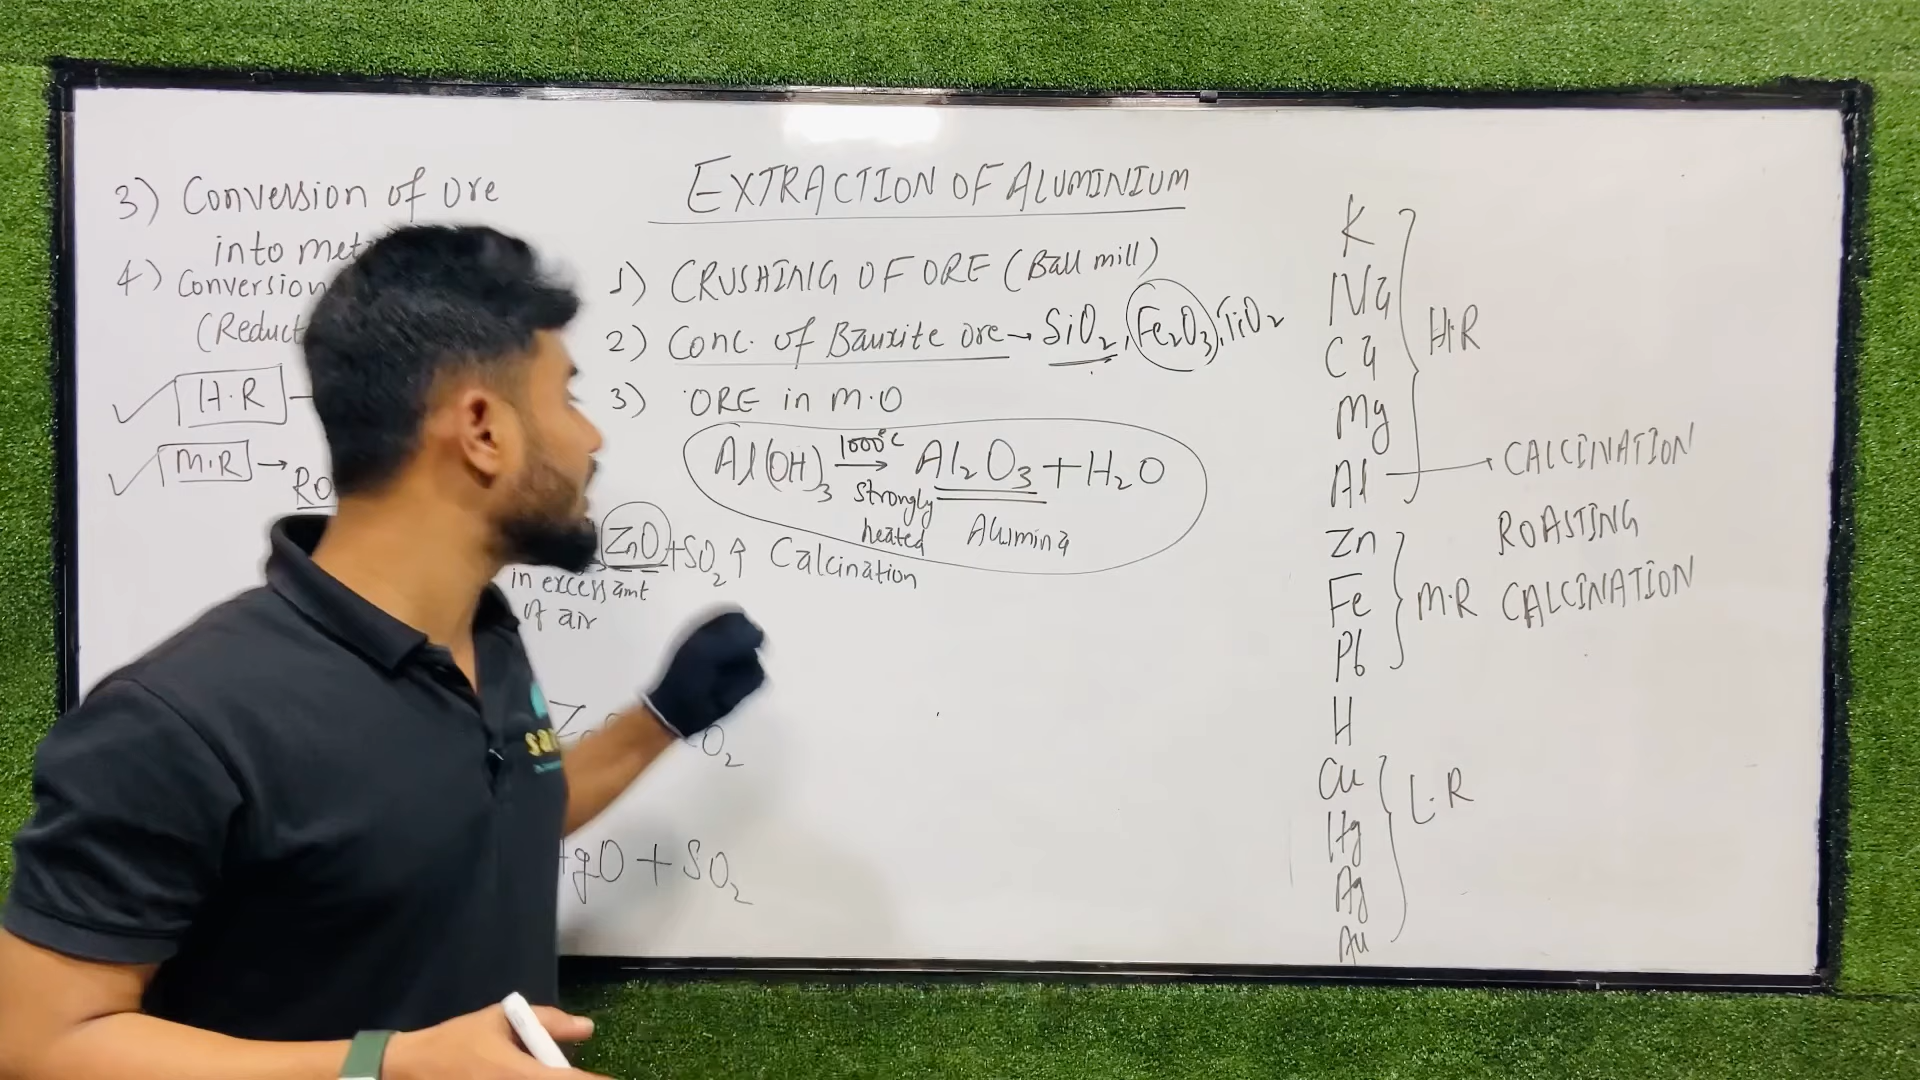 3) Conversion of ore
into met
4) Conversion
(Reduct
H.R
M.R →
RO
ZnO + SO₂ ↑
in excess amt
of air
O₂
HgO + SO₂
EXTRACTION OF ALUMINIUM
1) CRUSHING OF ORE (Ball mill)
2) Conc. of Bauxite ore → SiO₂, Fe₂O₃, TiO₂
3) ORE in M.O
Al(OH)₃ 1000°C → Al₂O₃ + H₂O
strongly
heated
Alumina
Calcination
K
Na
Ca
Mg
Al → CALCINATION
H.R
Zn
Fe
Pb
M.R
ROASTING
CALCINATION
H
Cu
Hg
Ag
Au
L.R